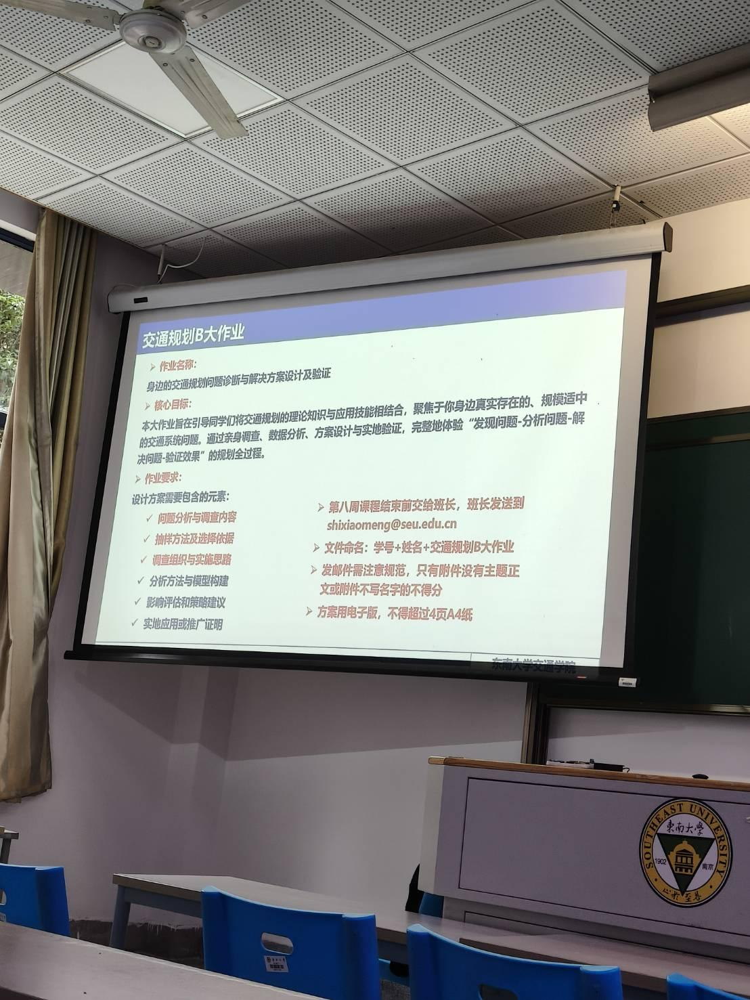 交通规划B大作业
➢ 作业名称：
身边的交通规划问题诊断与解决方案设计及验证
➢ 核心目标：
本大作业旨在引导同学们将交通规划的理论知识与应用技能相结合，聚焦于你身边真实存在的、规模适中
的交通系统问题。通过亲身调查、数据分析、方案设计与实地验证，完整地体验“发现问题-分析问题-解
决问题-验证效果”的规划全过程。
➢ 作业要求：
设计方案需要包含的元素：
✓ 问题分析与调查内容
✓ 抽样方法及选择依据
✓ 调查组织与实施思路
✓ 分析方法与模型构建
✓ 影响评估和策略建议
✓ 实地应用或推广证明
➢ 第八周课程结束前交给班长，班长发送到
shixiaomeng@seu.edu.cn
➢ 文件命名：学号+姓名+交通规划B大作业
➢ 发邮件需注意规范，只有附件没有主题正
文或附件不写名字的不得分
➢ 方案用电子版，不得超过4页A4纸
东南大学交通学院
SOUTHEAST UNIVERSITY
東南大學
1902
南京
止於至善